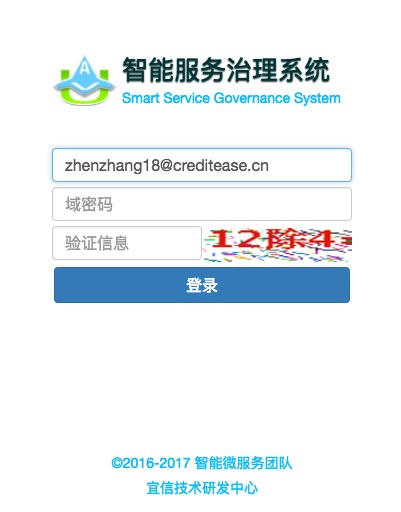 智能服务治理系统
Smart Service Governance System
zhenzhang18@creditease.cn
域密码
验证信息
12除4=
登录
©2016-2017 智能微服务团队
宜信技术研发中心